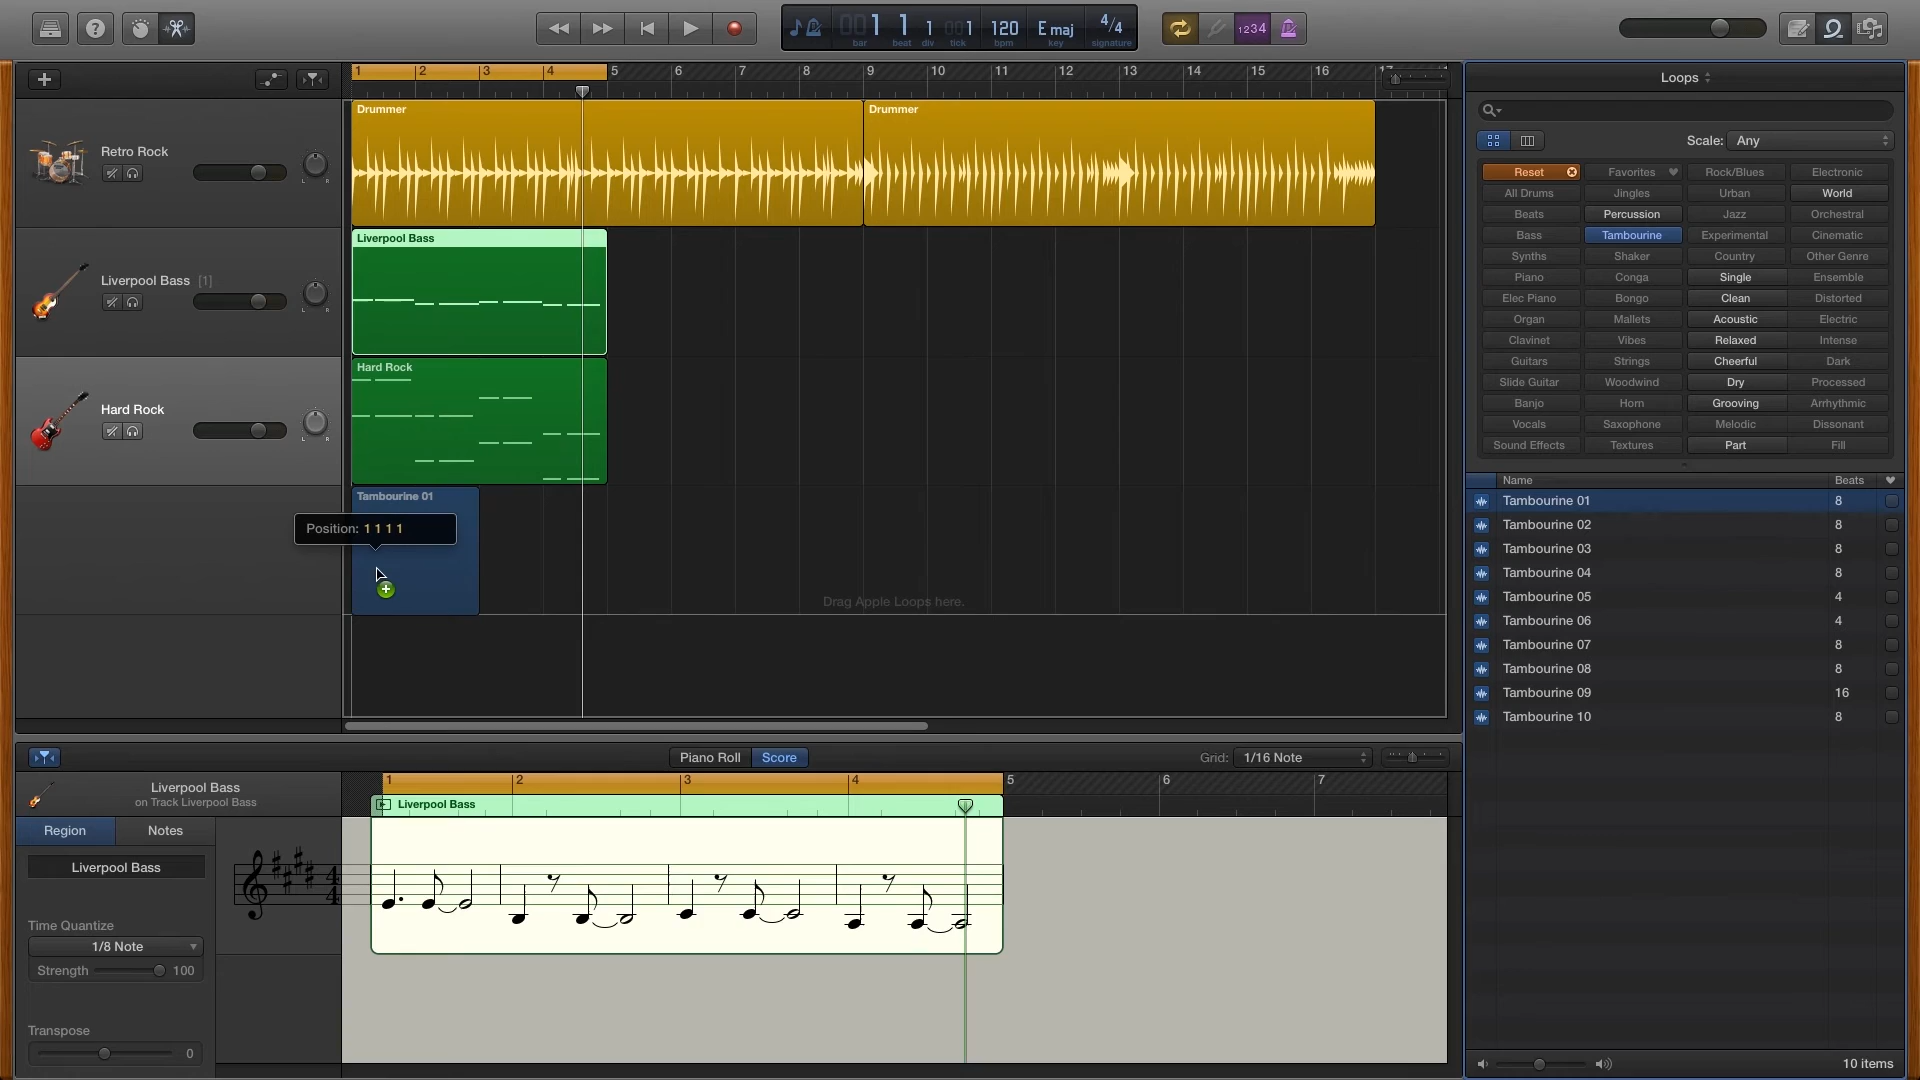 1 1 1 1 120 E maj 4/4
bar beat div tick bpm key signature
1234
1 2 3 4 5 6 7 8 9 10 11 12 13 14 15 16
Retro Rock
Drummer
Drummer
Liverpool Bass [1]
L R
Liverpool Bass
Hard Rock
L R
Hard Rock
Tambourine 01
Position: 1 1 1 1
Drag Apple Loops here.
Loops
Scale: Any
Reset Favorites Rock/Blues Electronic
All Drums Jingles Urban World
Beats Percussion Jazz Orchestral
Bass Tambourine Experimental Cinematic
Synths Shaker Country Other Genre
Piano Conga Single Ensemble
Elec Piano Bongo Clean Distorted
Organ Mallets Acoustic Electric
Clavinet Vibes Relaxed Intense
Guitars Strings Cheerful Dark
Slide Guitar Woodwind Dry Processed
Banjo Horn Grooving Arrhythmic
Vocals Saxophone Melodic Dissonant
Sound Effects Textures Part Fill
Name Beats
Tambourine 01 8
Tambourine 02 8
Tambourine 03 8
Tambourine 04 8
Tambourine 05 4
Tambourine 06 4
Tambourine 07 8
Tambourine 08 8
Tambourine 09 16
Tambourine 10 8
10 items
Piano Roll Score
Grid: 1/16 Note
Liverpool Bass
on Track Liverpool Bass
Region Notes
Liverpool Bass
Time Quantize
1/8 Note
Strength 100
Transpose
0
1 2 3 4 5 6 7
Liverpool Bass
4
4